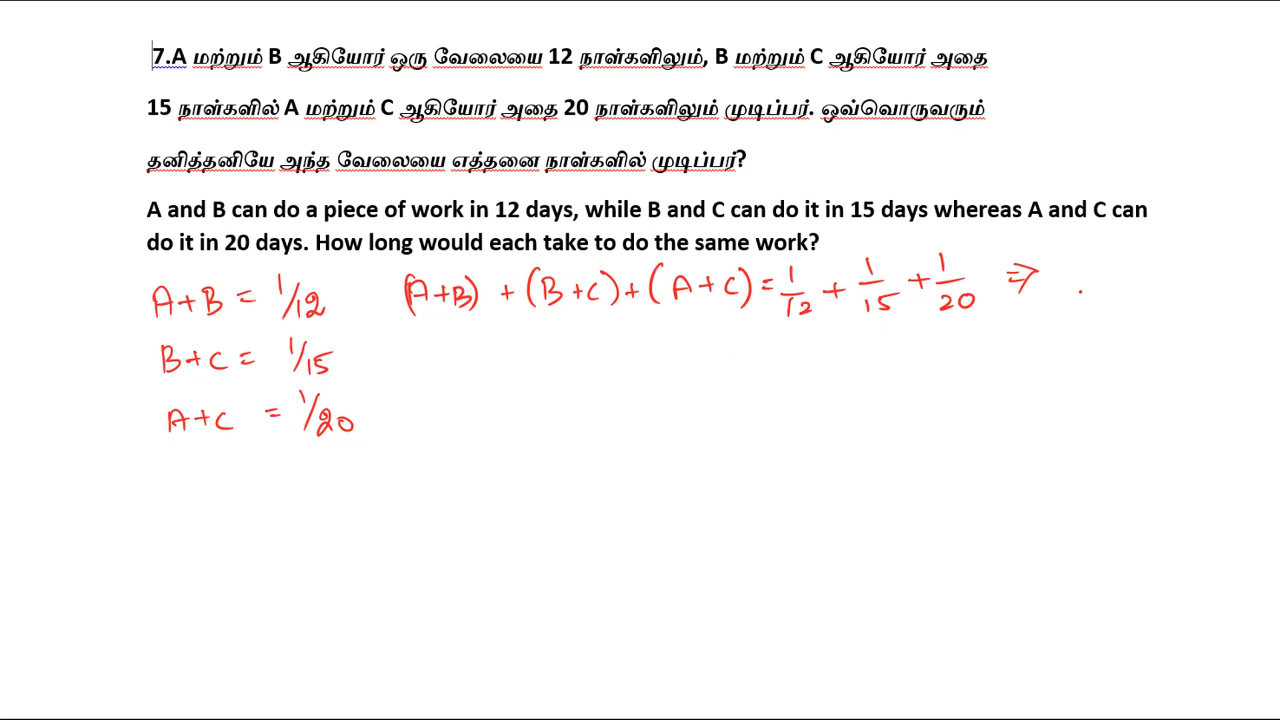 7.A மற்றும் B ஆகியோர் ஒரு வேலையை 12 நாள்களிலும், B மற்றும் C ஆகியோர் அதை
15 நாள்களில் A மற்றும் C ஆகியோர் அதை 20 நாள்களிலும் முடிப்பர். ஒவ்வொருவரும்
தனித்தனியே அந்த வேலையை எத்தனை நாள்களில் முடிப்பர்?
A and B can do a piece of work in 12 days, while B and C can do it in 15 days whereas A and C can
do it in 20 days. How long would each take to do the same work?
A+B = 1/12 (A+B) + (B+C) + (A+C) = 1/12 + 1/15 + 1/20 ⇒
B+C = 1/15
A+C = 1/20